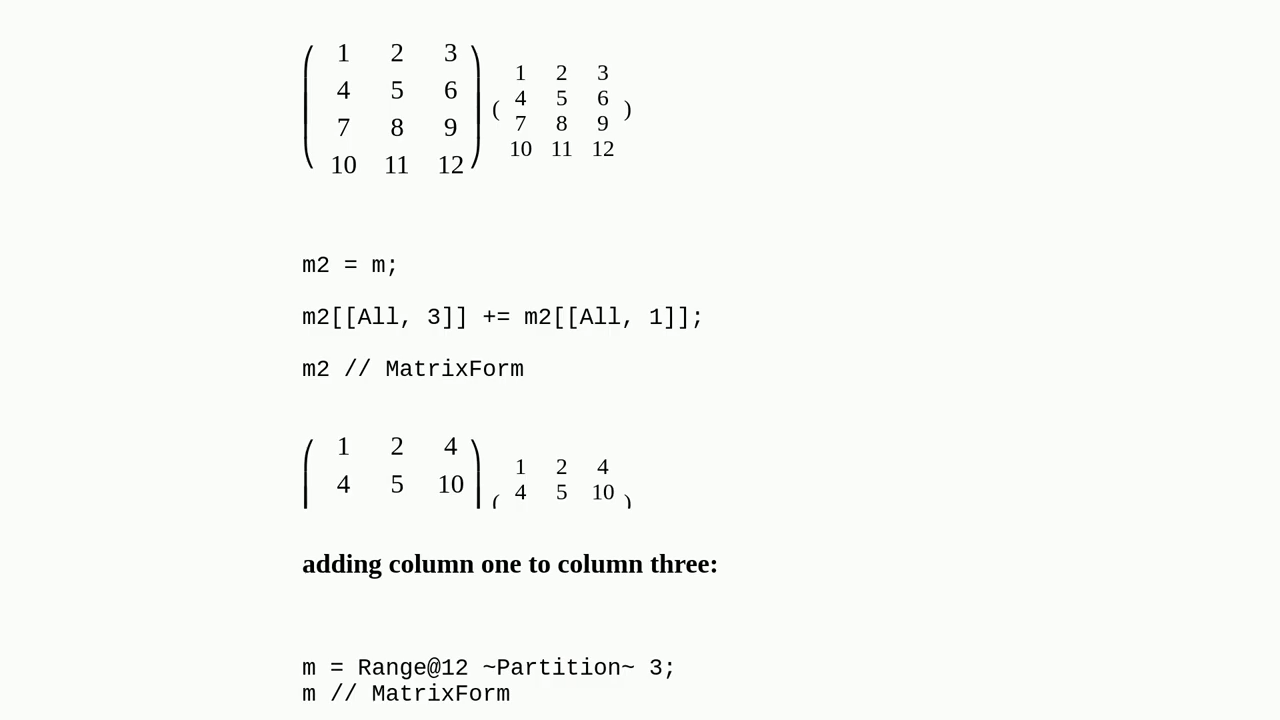 ( 1 2 3 ) ( 1 2 3 )
4 5 6 4 5 6
7 8 9 7 8 9
10 11 12 10 11 12
m2 = m;
m2[[All, 3]] += m2[[All, 1]];
m2 // MatrixForm
( 1 2 4 ) ( 1 2 4 )
4 5 10 4 5 10
adding column one to column three:
m = Range@12 ~Partition~ 3;
m // MatrixForm